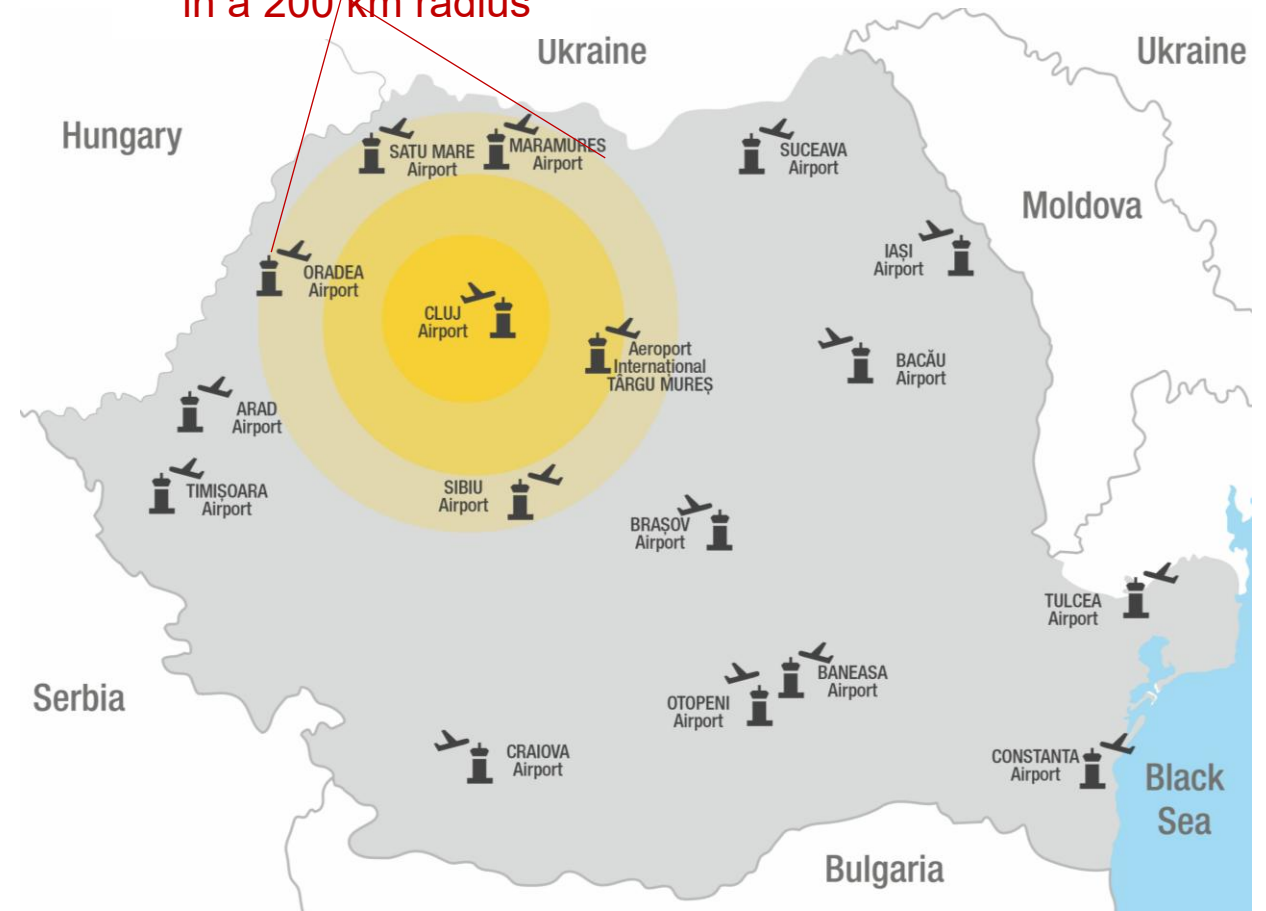 in a 200 km radius
Ukraine
Ukraine
Hungary
SATU MARE
Airport
MARAMUREȘ
Airport
SUCEAVA
Airport
Moldova
IAȘI
Airport
ORADEA
Airport
CLUJ
Airport
Aeroport
Internațional
TÂRGU MUREȘ
BACĂU
Airport
ARAD
Airport
TIMIȘOARA
Airport
SIBIU
Airport
BRAȘOV
Airport
TULCEA
Airport
Serbia
BANEASA
Airport
OTOPENI
Airport
CRAIOVA
Airport
CONSTANTA
Airport
Black
Sea
Bulgaria